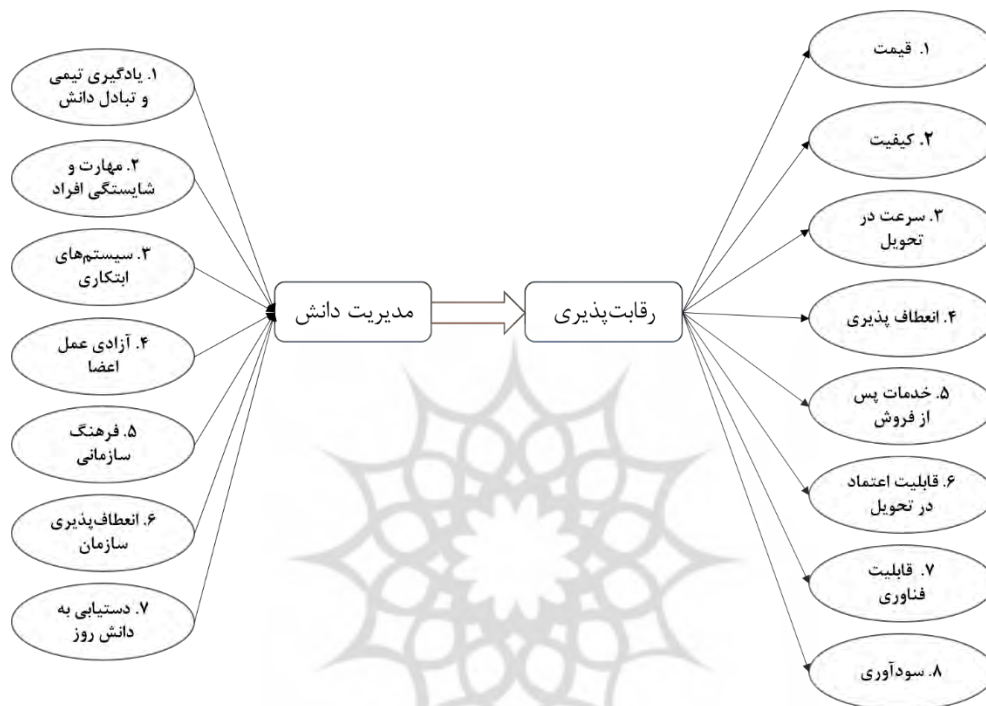 ۱. یادگیری تیمی
و تبادل دانش
۲. مهارت و
شایستگی افراد
۳. سیستم‌های
ابتکاری
۴. آزادی عمل
اعضا
۵. فرهنگ
سازمانی
۶. انعطاف‌پذیری
سازمان
۷. دستیابی به
دانش روز
مدیریت دانش
رقابت‌پذیری
۱. قیمت
۲. کیفیت
۳. سرعت در
تحویل
۴. انعطاف پذیری
۵. خدمات پس
از فروش
۶. قابلیت اعتماد
در تحویل
۷. قابلیت
فناوری
۸. سودآوری